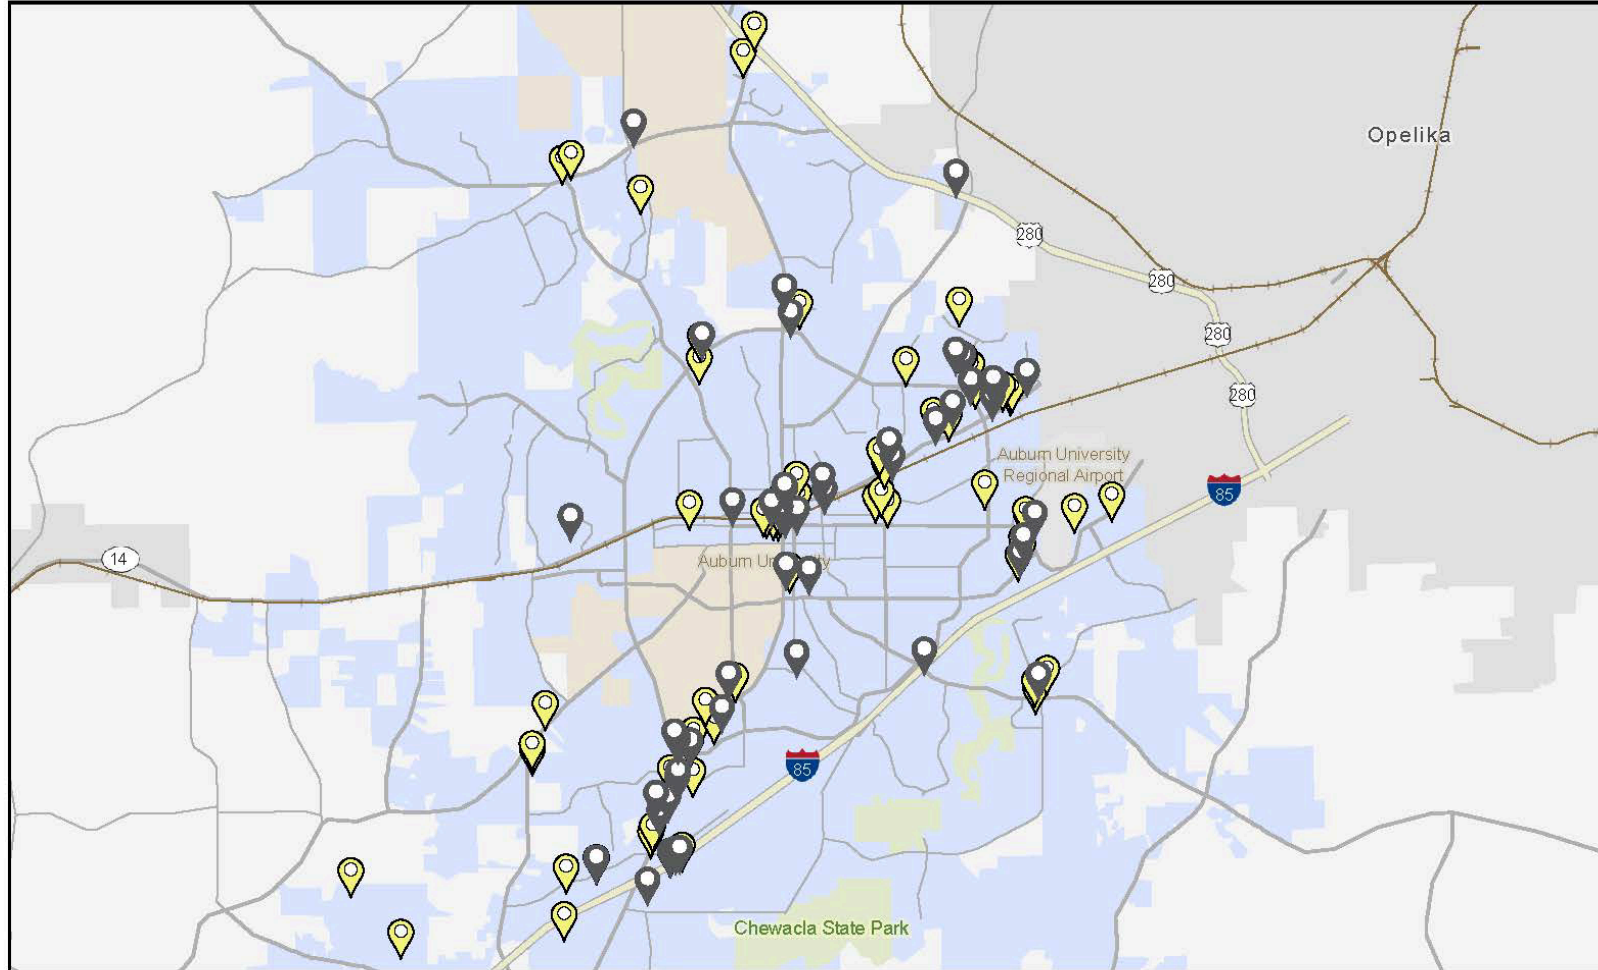 Opelika
280
280
280
280
Auburn University
Regional Airport
85
14
Auburn University
85
Chewacla State Park